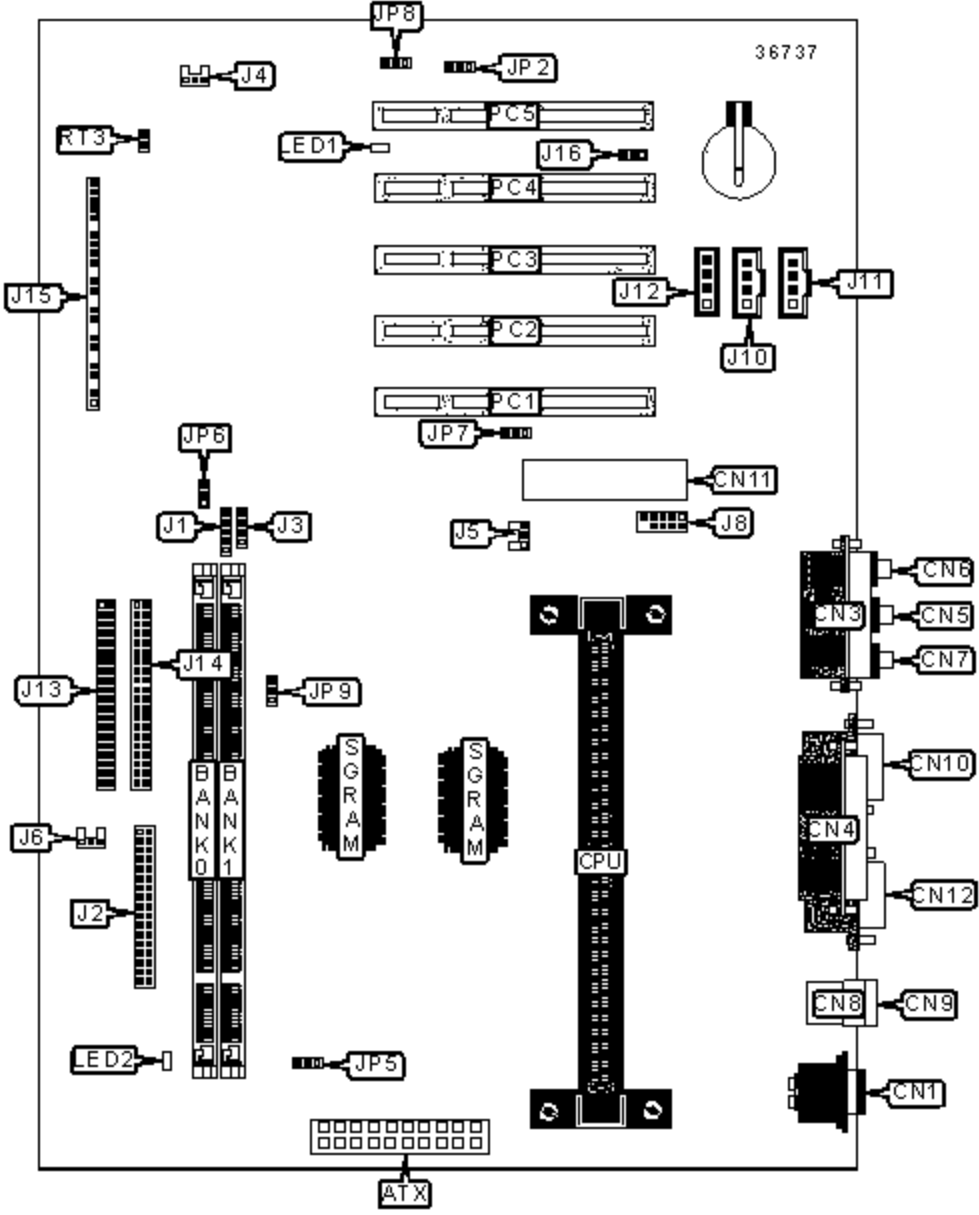 JP8
36737
J4
JP2
PC5
RT3
LED1
J16
PC4
PC3
J15
J12
J11
PC2
J10
PC1
JP7
JP6
CN11
J1
J3
J5
J8
CN6
CN3
CN5
CN7
J14
J13
JP9
SGRAM
SGRAM
BANK0
BANK1
CN10
CN4
J6
CPU
J2
CN12
CN8
CN9
LED2
JP5
CN1
ATX